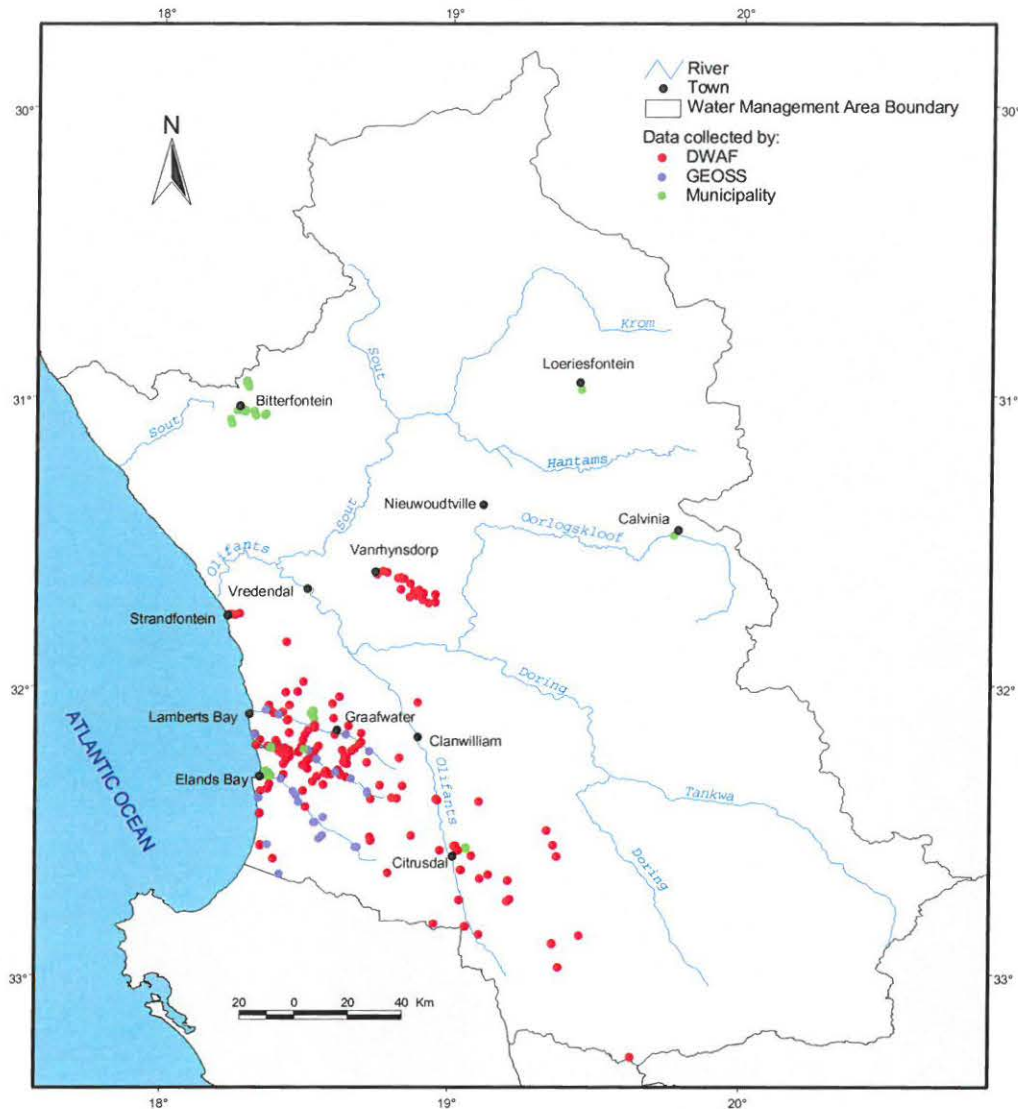 18°
19°
20°
River
Town
Water Management Area Boundary
Data collected by:
DWAF
GEOSS
Municipality
30°
30°
N
Krom
Sout
Loeriesfontein
31°
31°
Bitterfontein
Sout
Hantams
Sout
Nieuwoudtville
Oorlogskloof
Calvinia
Olifants
Vanrhynsdorp
Vredendal
Strandfontein
Doring
32°
32°
Lamberts Bay
Graafwater
Clanwilliam
ATLANTIC OCEAN
Elands Bay
Olifants
Tankwa
Doring
Citrusdal
33°
33°
20 0 20 40 Km
18°
19°
20°